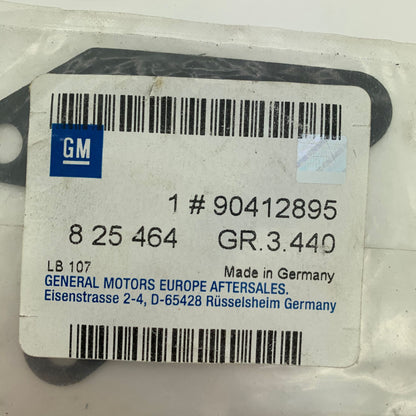 GM
1 # 90412895
8 25 464 GR.3.440
LB 107 Made in Germany
GENERAL MOTORS EUROPE AFTERSALES.
Eisenstrasse 2-4, D-65428 Rüsselsheim Germany